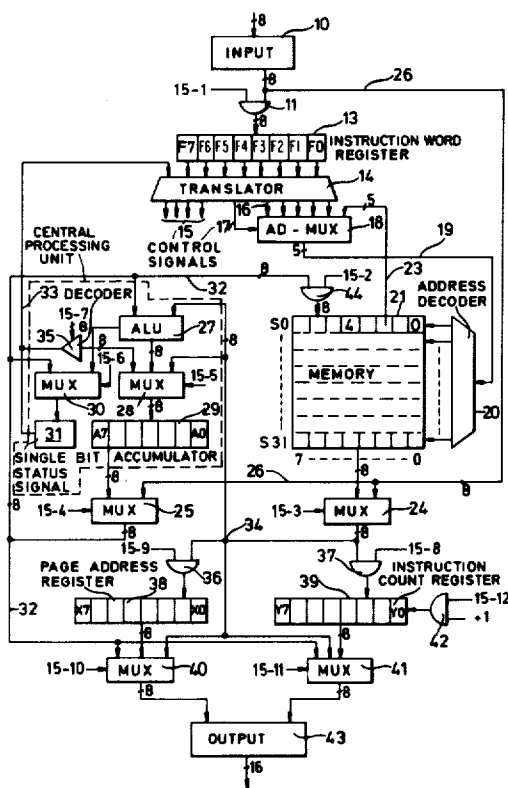 8
10
INPUT
8
26
15-1
11
8
13
F7 F6 F5 F4 F3 F2 F1 F0
INSTRUCTION WORD
REGISTER
14
TRANSLATOR
16
5
15
17
AD-MUX
18
CONTROL
SIGNALS
5
19
CENTRAL
PROCESSING
UNIT
32
8
15-2
23
44
33
DECODER
15-7
8
8
21
ADDRESS
DECODER
ALU
27
S0
4
0
35
8
8
15-6
8
MUX
30
MUX
28
15-5
MEMORY
20
29
31
A7
A0
SINGLE BIT
STATUS
SIGNAL
ACCUMULATOR
S31
7
0
8
8
26
8
8
15-4
MUX
25
15-3
MUX
24
8
34
8
15-9
36
37
15-8
PAGE ADDRESS
REGISTER
38
39
INSTRUCTION
COUNT REGISTER
32
X7
X0
Y7
Y0
15-12
+1
42
8
8
15-10
MUX
40
15-11
MUX
41
8
8
OUTPUT
43
16